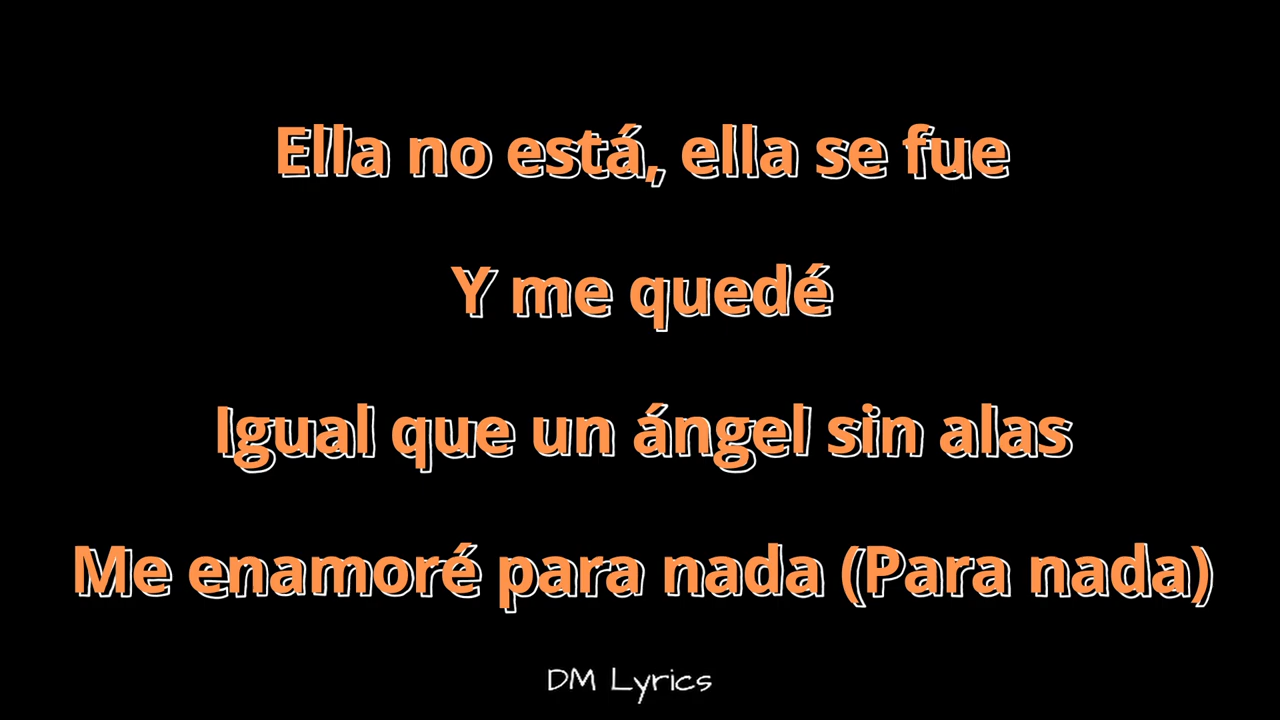 Ella no está, ella se fue
Y me quedé
Igual que un ángel sin alas
Me enamoré para nada (Para nada)
DM Lyrics